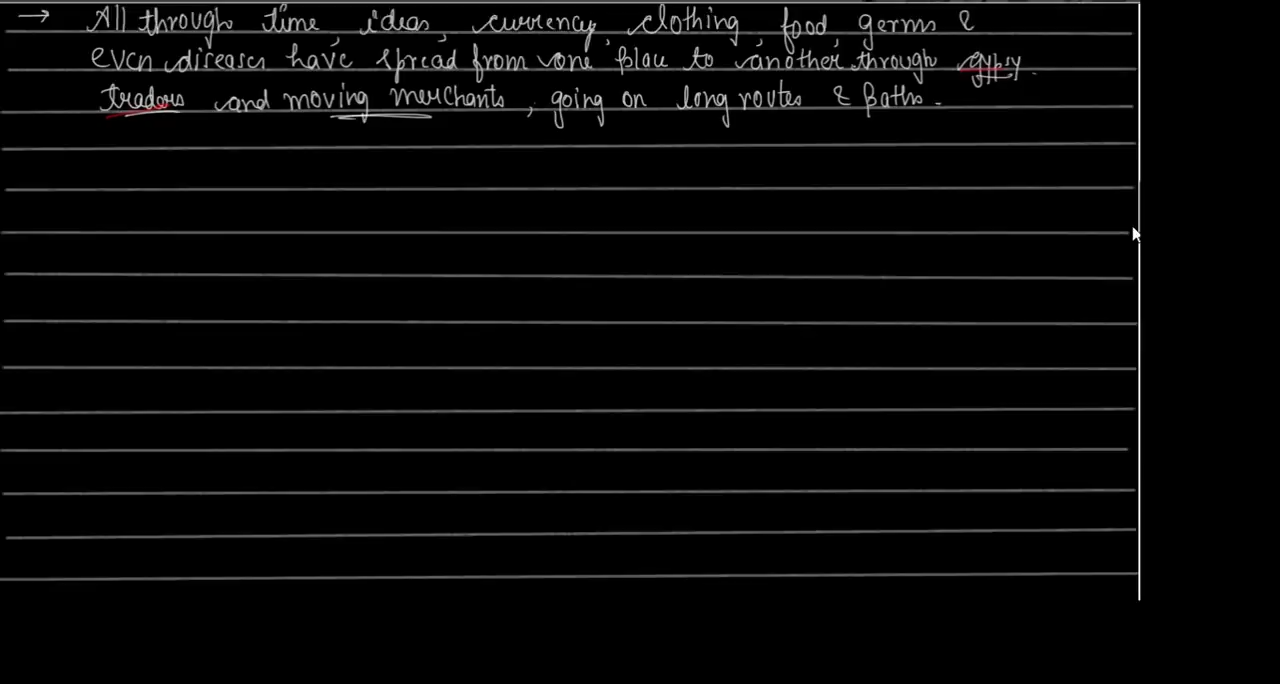 → All through time, ideas, currency, clothing, food, germs &
even diseases have spread from one place to another through gypsy
traders and moving merchants, going on long routes & paths.